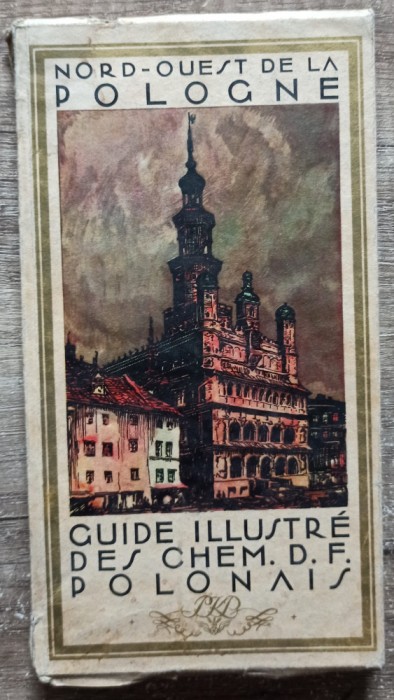 NORD-OUEST DE LA
POLOGNE
GUIDE ILLUSTRÉ
DES CHEM. D. F.
POLONAIS
PKP